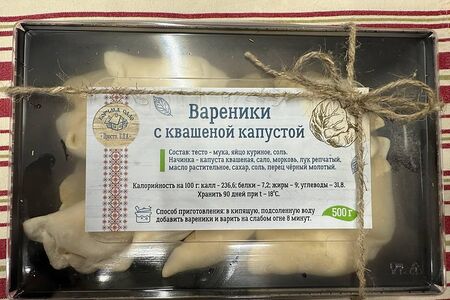 Вареники
с квашеной капустой
Состав: тесто - мука, яйцо куриное, соль.
Начинка - капуста квашеная, сало, морковь, лук репчатый,
масло растительное, сахар, соль, перец чёрный молотый.
Калорийность на 100 г: калл - 236,6; белки - 7,2; жиры - 9, углеводы - 31,8.
Хранить 90 дней при t - 18°С.
Способ приготовления: в кипящую, подсоленную воду
добавить вареники и варить на слабом огне 8 минут.
500 г